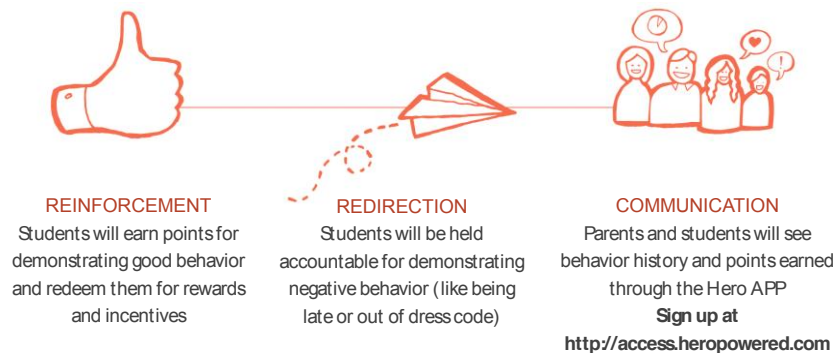 REINFORCEMENT
Students will earn points for
demonstrating good behavior
and redeem them for rewards
and incentives
REDIRECTION
Students will be held
accountable for demonstrating
negative behavior (like being
late or out of dress code)
COMMUNICATION
Parents and students will see
behavior history and points earned
through the Hero APP
Sign up at
http://access.heropowered.com